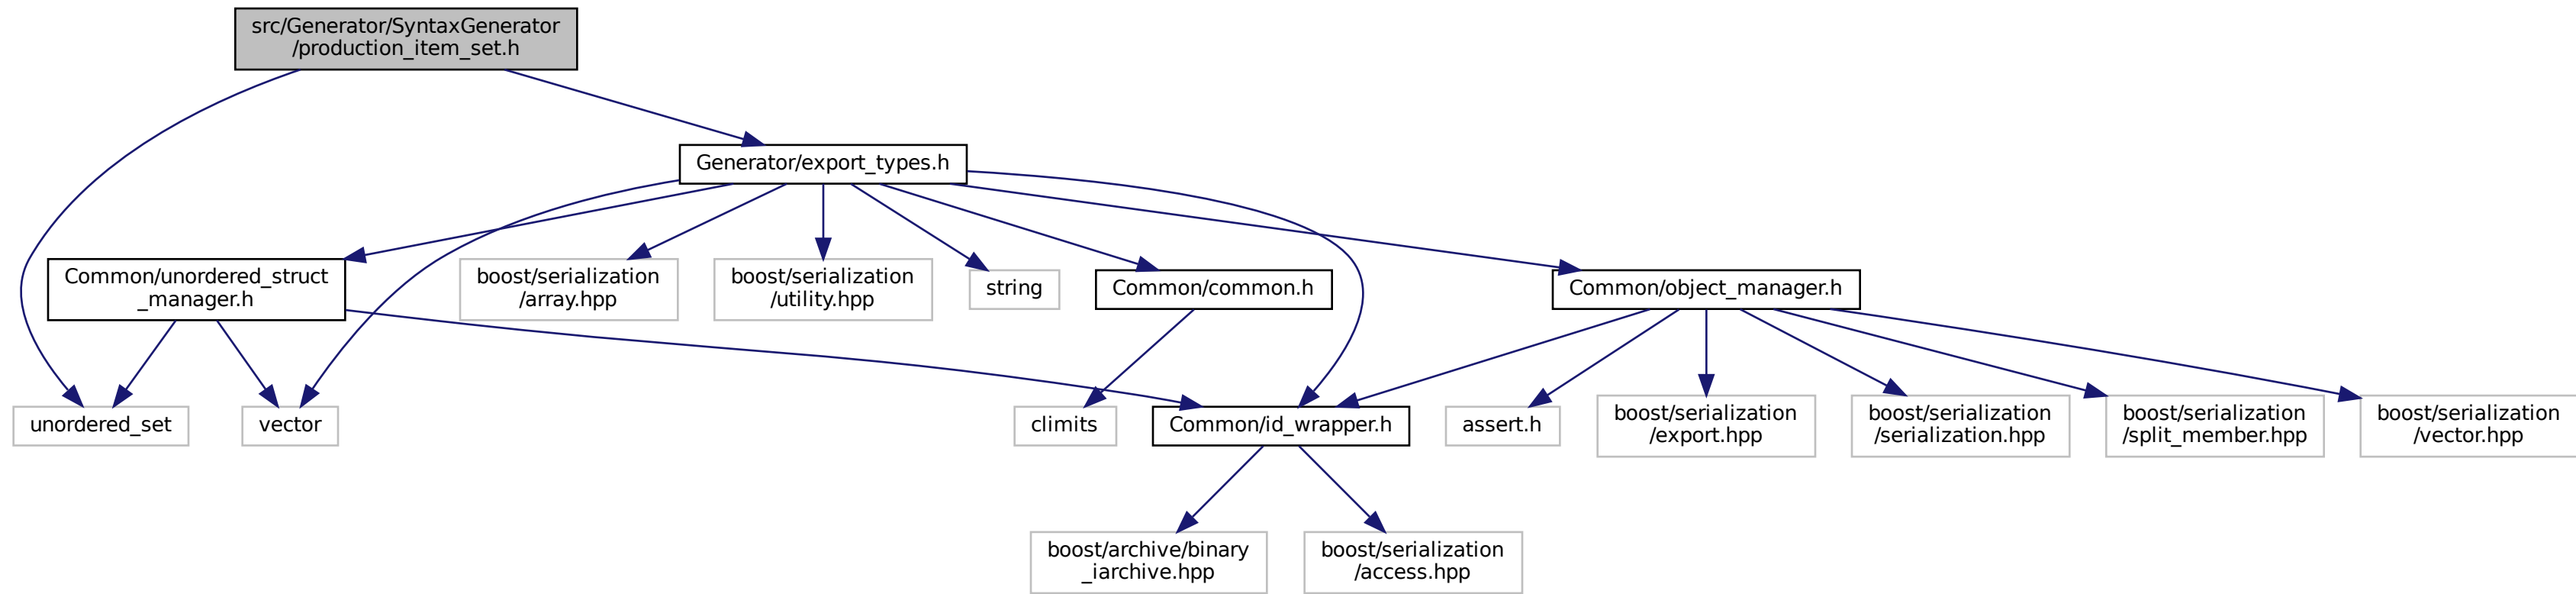 src/Generator/SyntaxGenerator
/production_item_set.h
Generator/export_types.h
Common/unordered_struct
_manager.h
boost/serialization
/array.hpp
boost/serialization
/utility.hpp
string
Common/common.h
Common/object_manager.h
unordered_set
vector
climits
Common/id_wrapper.h
assert.h
boost/serialization
/export.hpp
boost/serialization
/serialization.hpp
boost/serialization
/split_member.hpp
boost/serialization
/vector.hpp
boost/archive/binary
_iarchive.hpp
boost/serialization
/access.hpp